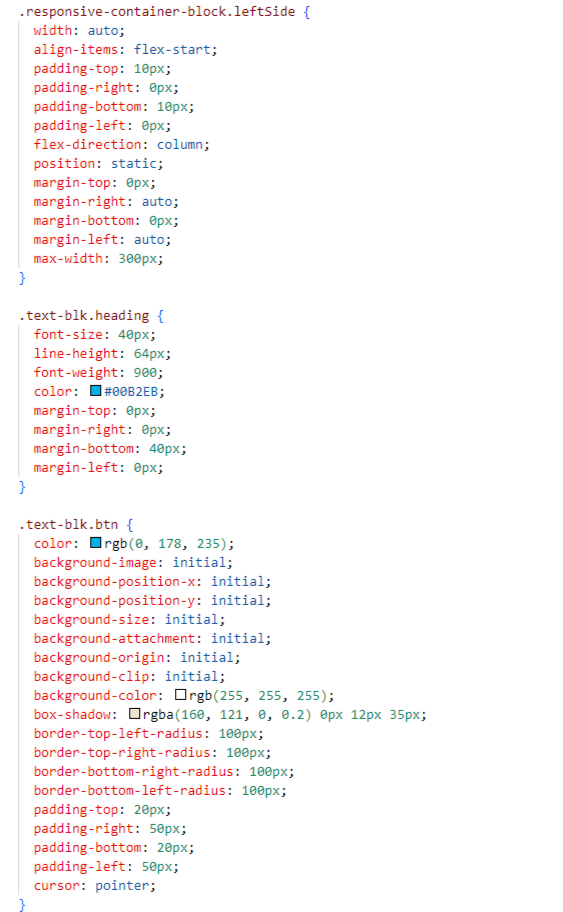 .responsive-container-block.leftSide {
  width: auto;
  align-items: flex-start;
  padding-top: 10px;
  padding-right: 0px;
  padding-bottom: 10px;
  padding-left: 0px;
  flex-direction: column;
  position: static;
  margin-top: 0px;
  margin-right: auto;
  margin-bottom: 0px;
  margin-left: auto;
  max-width: 300px;
}

.text-blk.heading {
  font-size: 40px;
  line-height: 64px;
  font-weight: 900;
  color: #00B2EB;
  margin-top: 0px;
  margin-right: 0px;
  margin-bottom: 40px;
  margin-left: 0px;
}

.text-blk.btn {
  color: rgb(0, 178, 235);
  background-image: initial;
  background-position-x: initial;
  background-position-y: initial;
  background-size: initial;
  background-attachment: initial;
  background-origin: initial;
  background-clip: initial;
  background-color: rgb(255, 255, 255);
  box-shadow: rgba(160, 121, 0, 0.2) 0px 12px 35px;
  border-top-left-radius: 100px;
  border-top-right-radius: 100px;
  border-bottom-right-radius: 100px;
  border-bottom-left-radius: 100px;
  padding-top: 20px;
  padding-right: 50px;
  padding-bottom: 20px;
  padding-left: 50px;
  cursor: pointer;
}